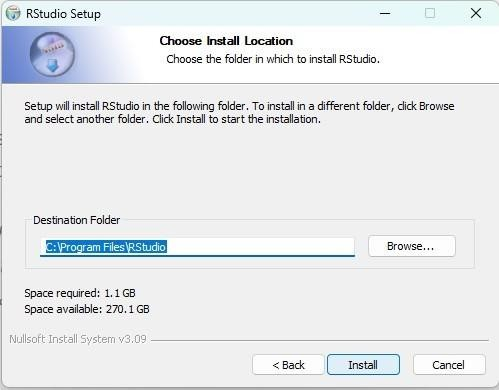 RStudio Setup
Choose Install Location
Choose the folder in which to install RStudio.
Setup will install RStudio in the following folder. To install in a different folder, click Browse
and select another folder. Click Install to start the installation.
Destination Folder
C:\Program Files\RStudio
Browse...
Space required: 1.1 GB
Space available: 270.1 GB
Nullsoft Install System v3.09
< Back
Install
Cancel